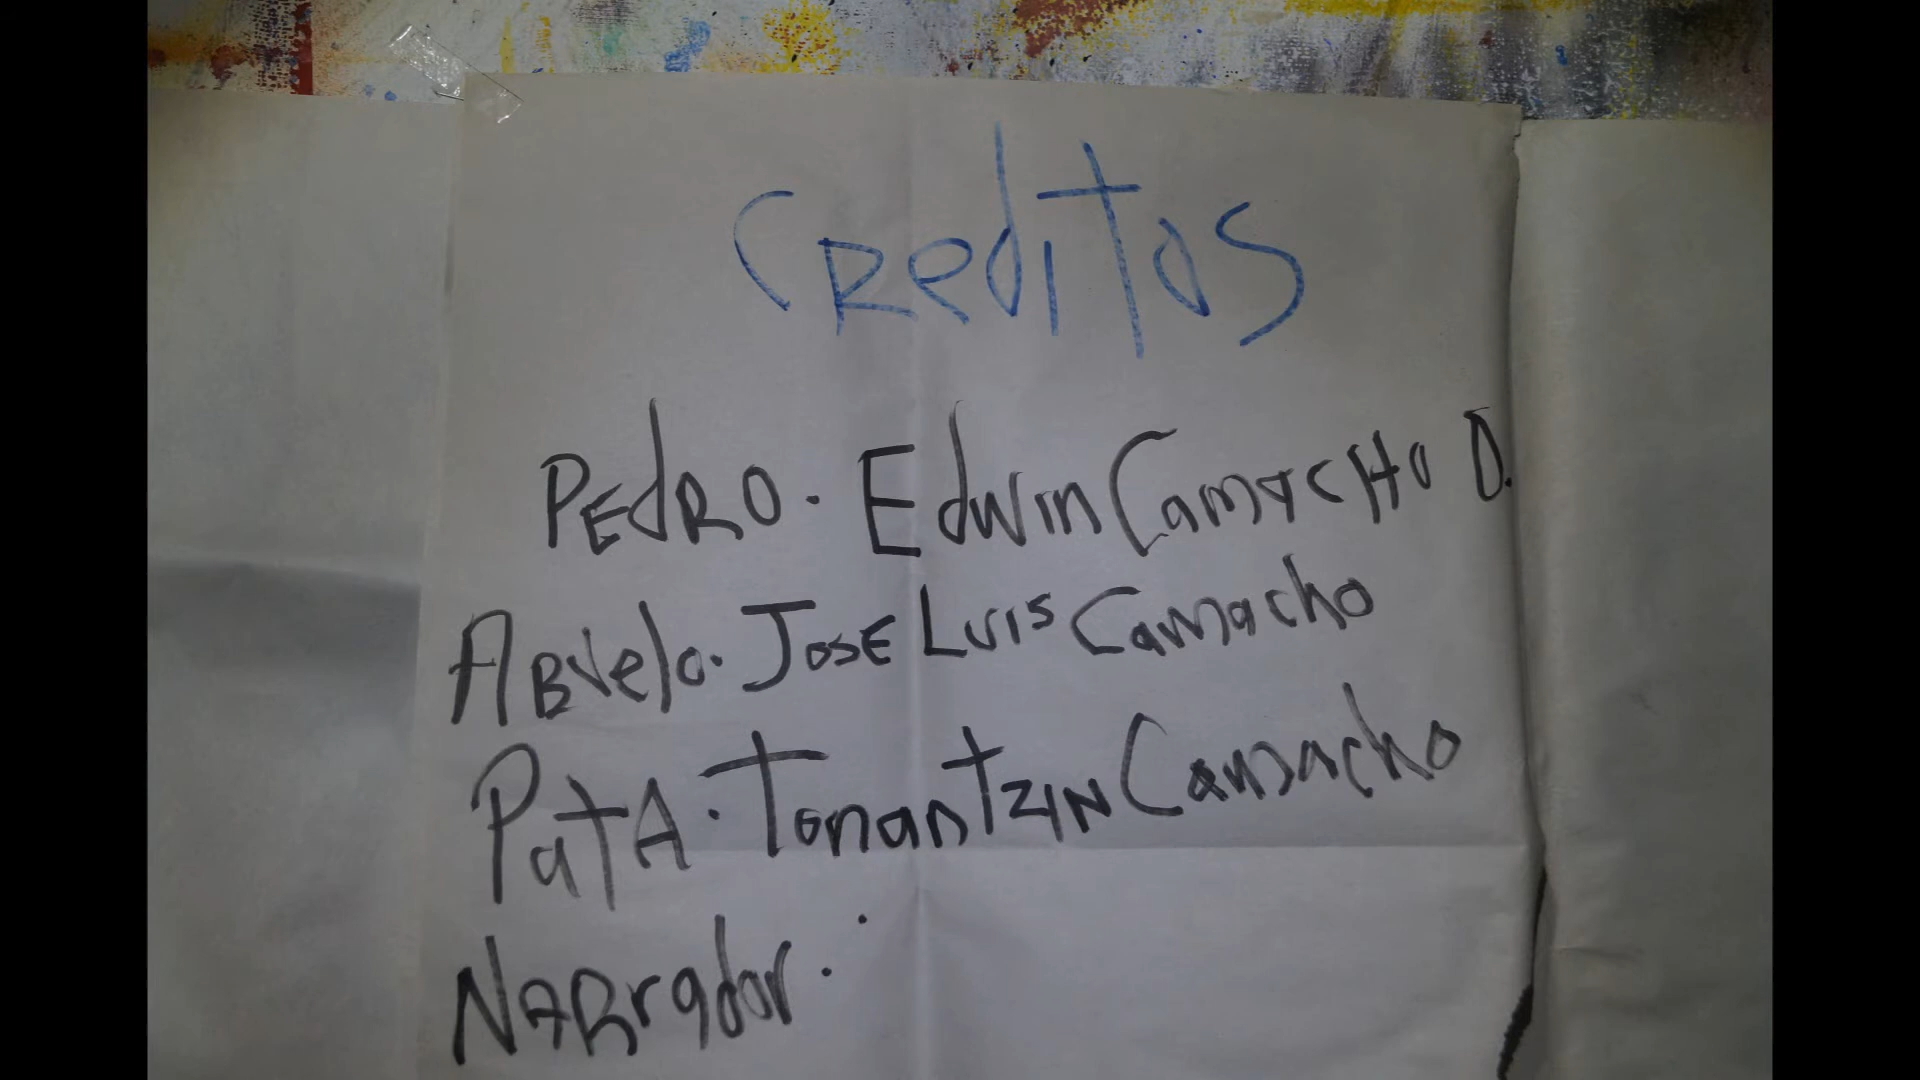 CReditos
PEdRO. Edwin CamACHO D.
ABuelo. JosE LUIS Camacho
PatA. TonantZIN Camacho
NARrador.